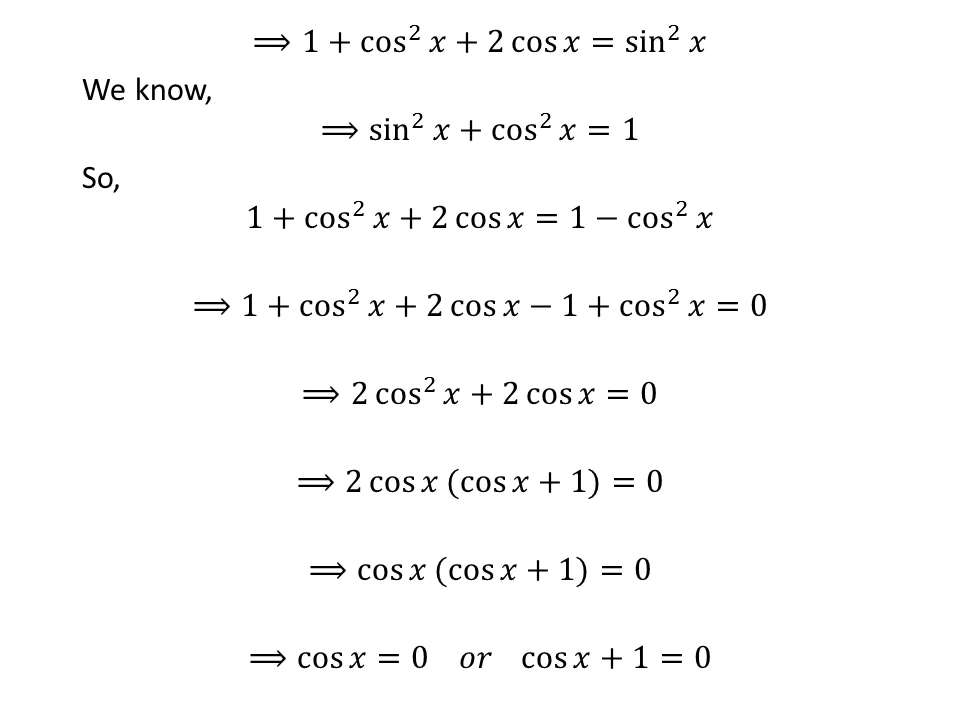 ⟹ 1 + cos² 𝑥 + 2 cos 𝑥 = sin² 𝑥
We know,
⟹ sin² 𝑥 + cos² 𝑥 = 1
So,
1 + cos² 𝑥 + 2 cos 𝑥 = 1 − cos² 𝑥
⟹ 1 + cos² 𝑥 + 2 cos 𝑥 − 1 + cos² 𝑥 = 0
⟹ 2 cos² 𝑥 + 2 cos 𝑥 = 0
⟹ 2 cos 𝑥 (cos 𝑥 + 1) = 0
⟹ cos 𝑥 (cos 𝑥 + 1) = 0
⟹ cos 𝑥 = 0 𝑜𝑟 cos 𝑥 + 1 = 0